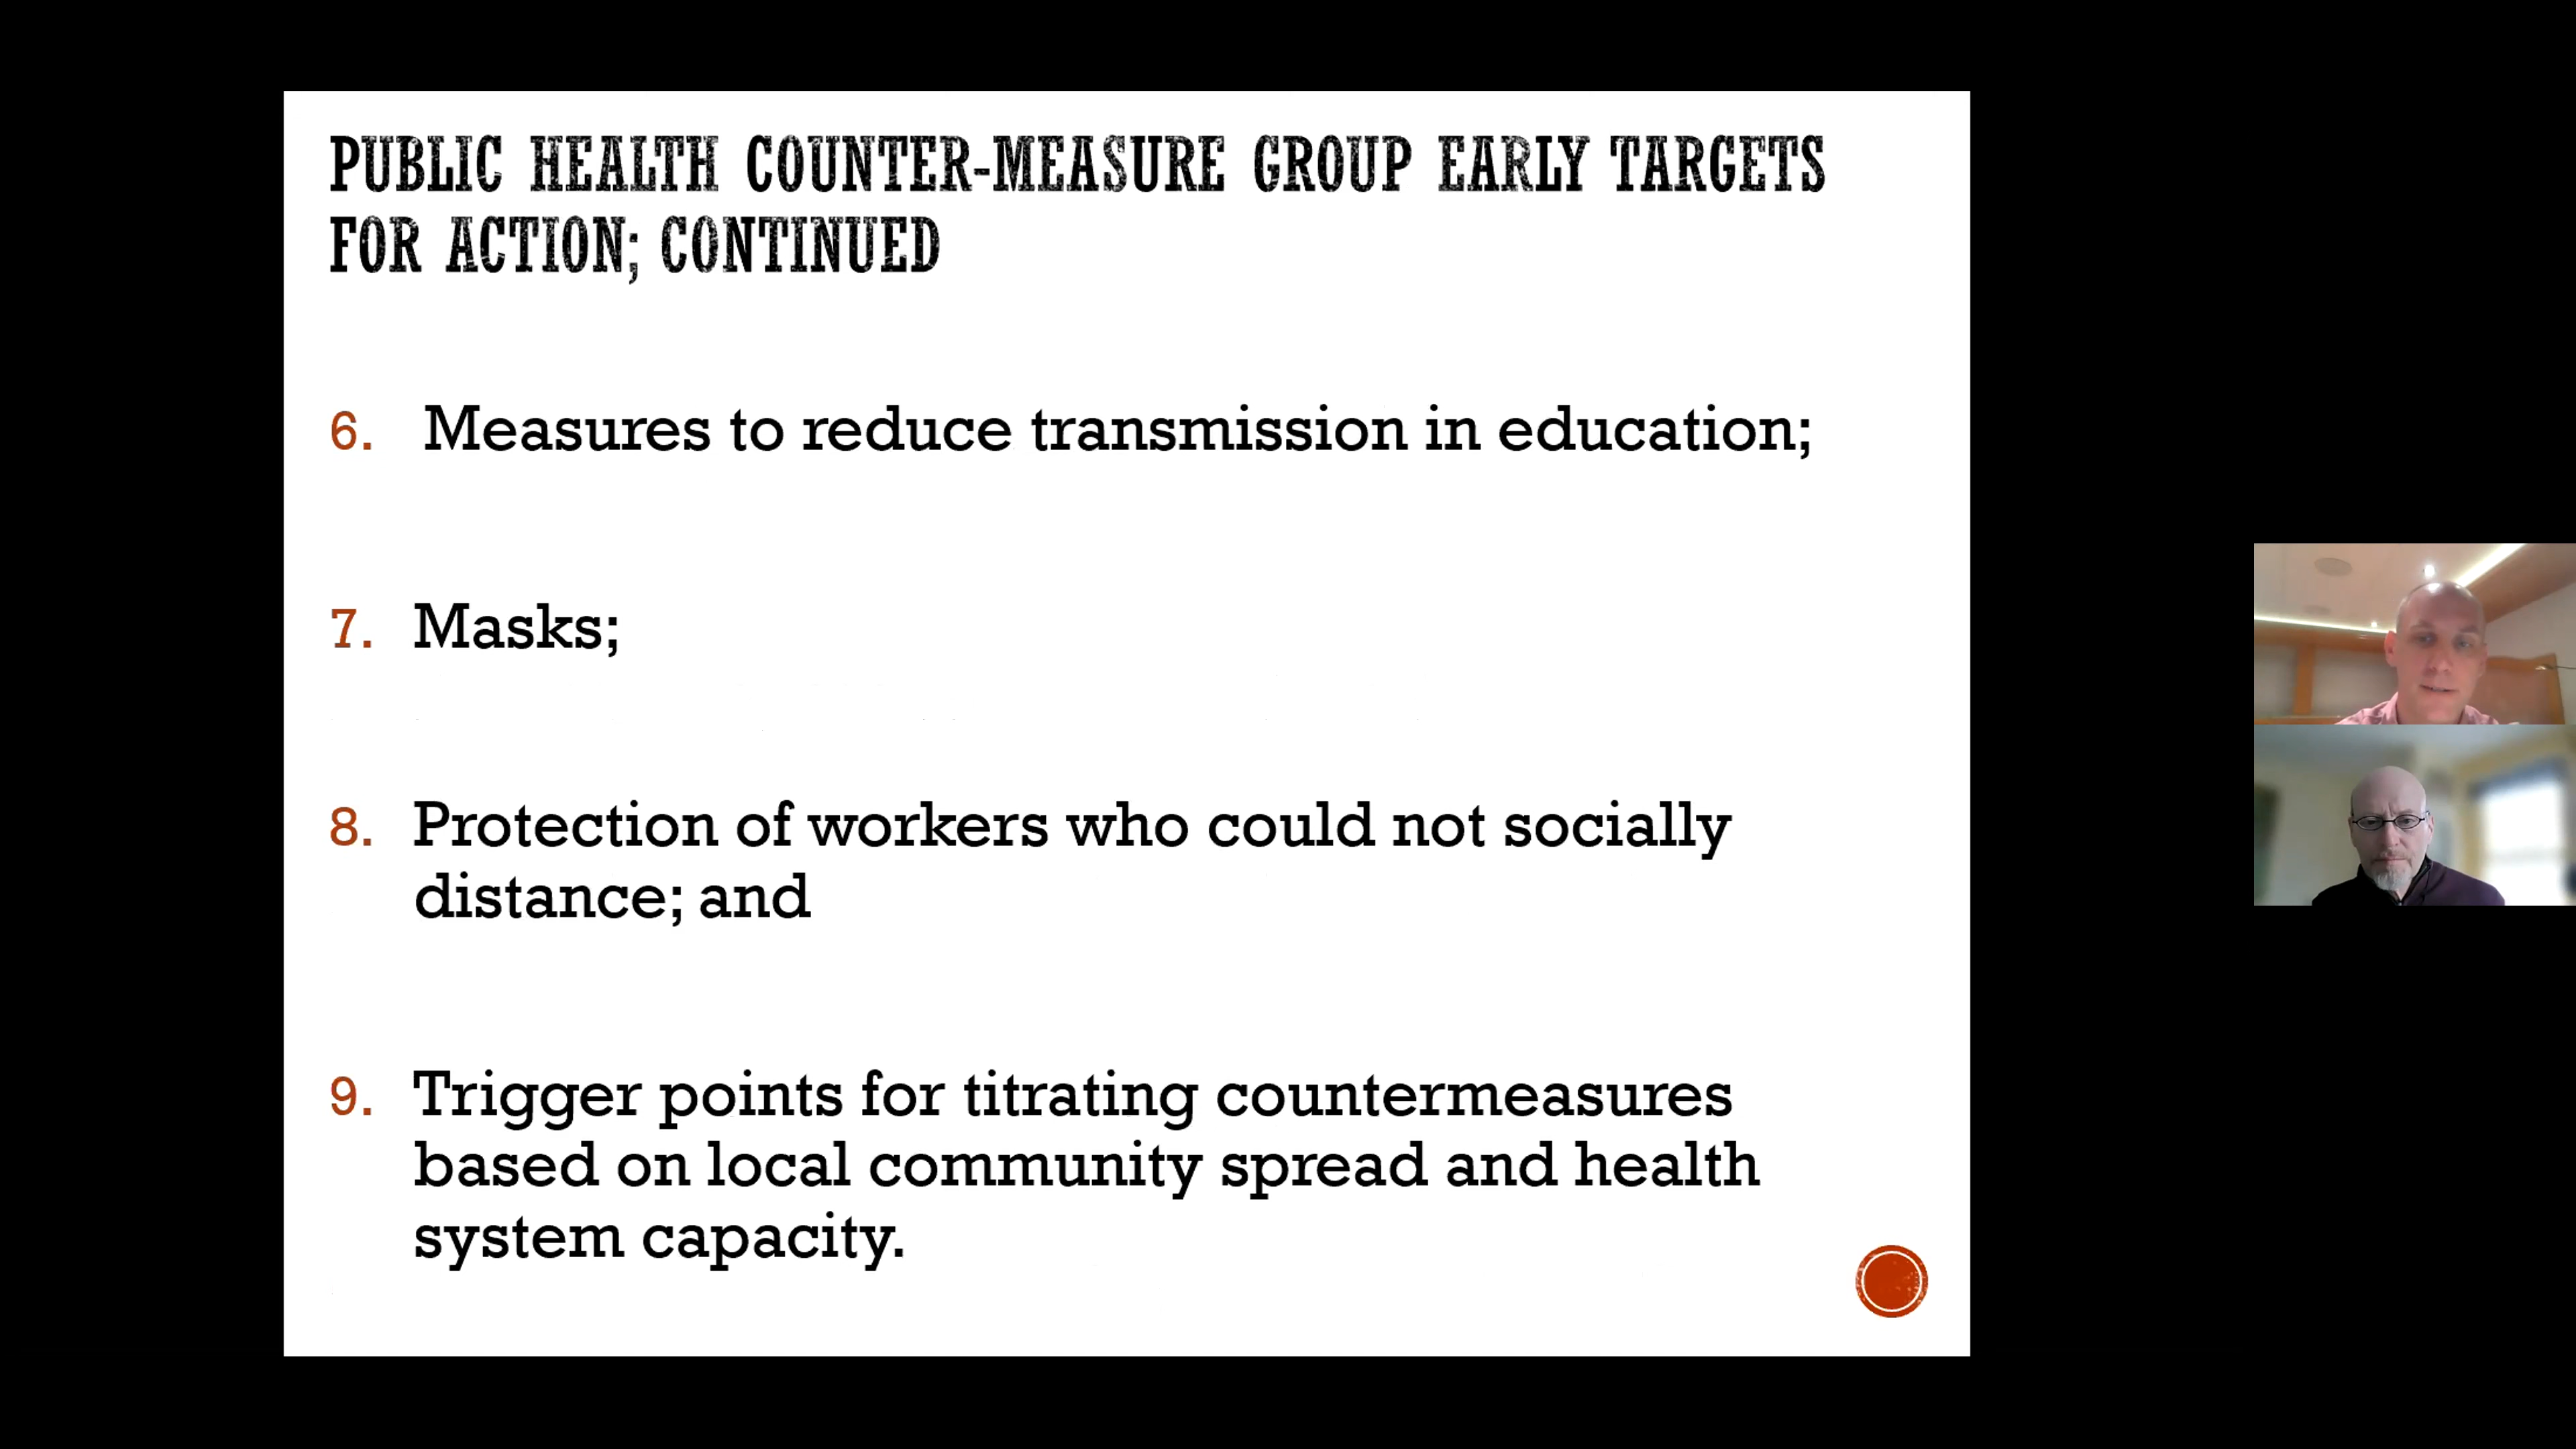 PUBLIC HEALTH COUNTER-MEASURE GROUP EARLY TARGETS
FOR ACTION; CONTINUED
6. Measures to reduce transmission in education;
7. Masks;
8. Protection of workers who could not socially
distance; and
9. Trigger points for titrating countermeasures
based on local community spread and health
system capacity.